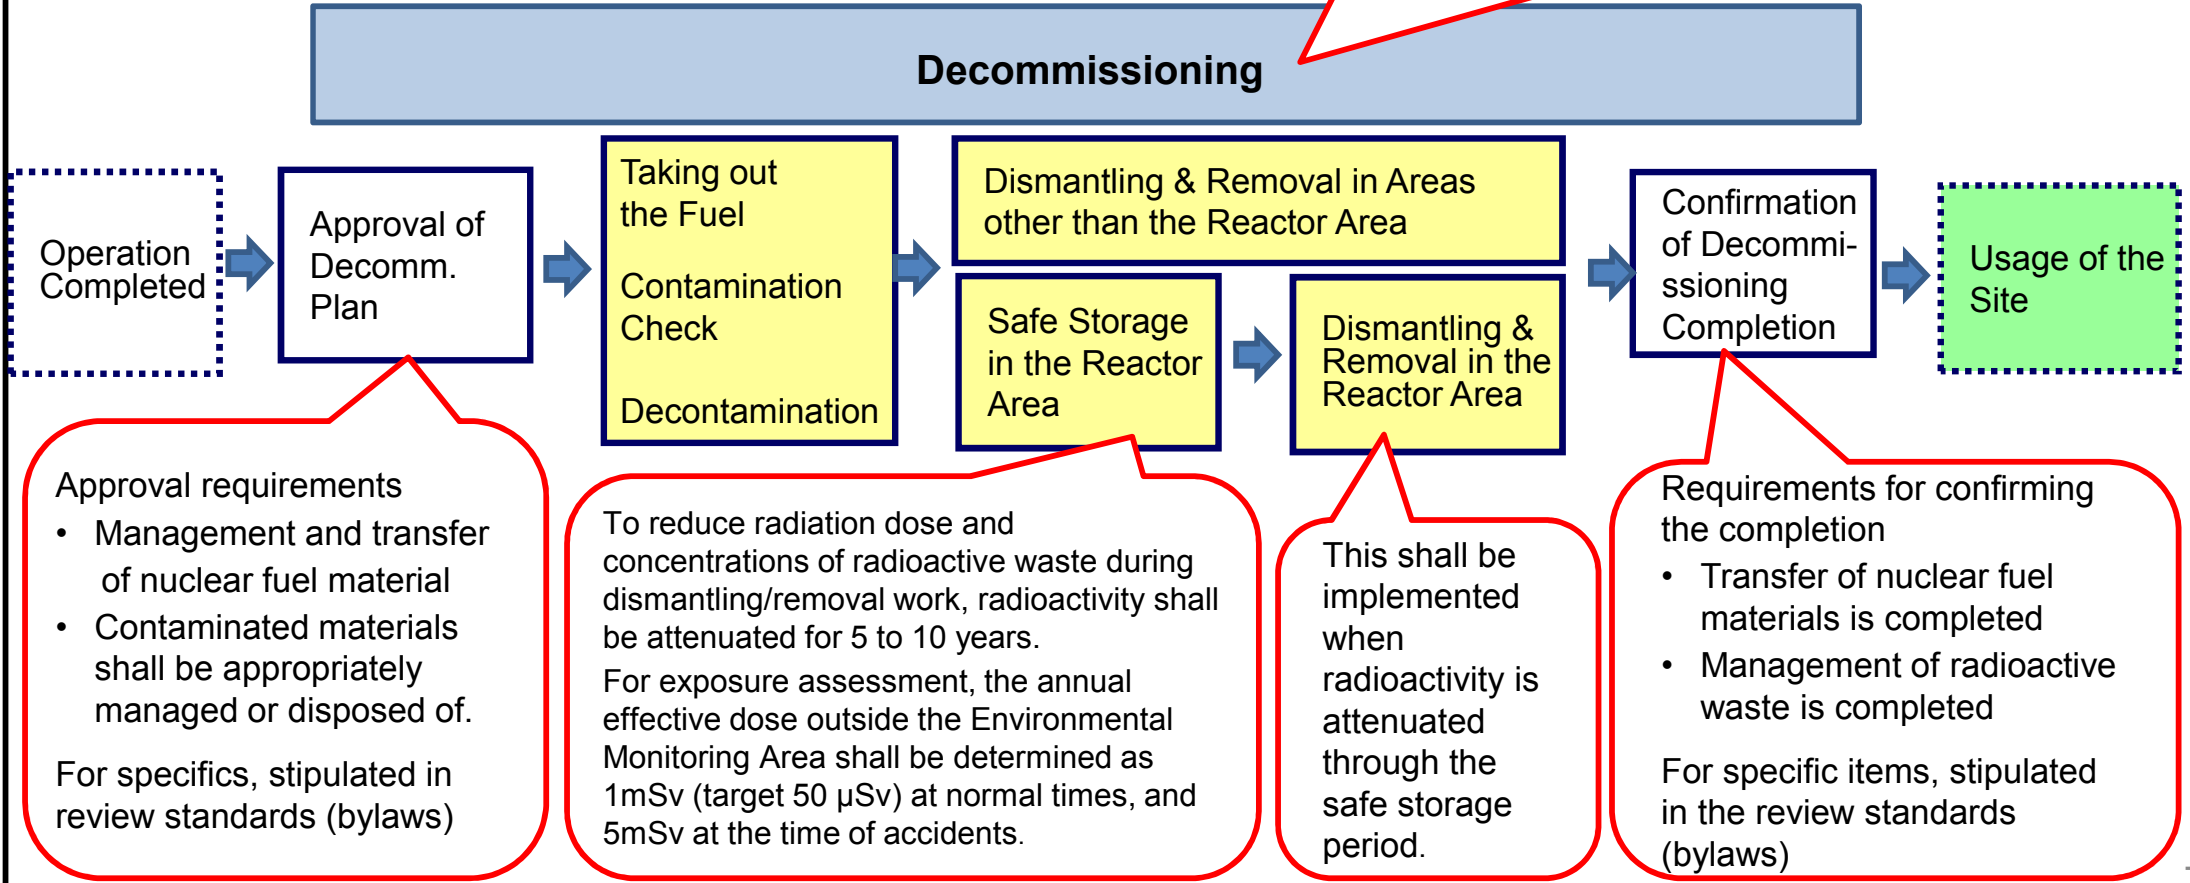 Decommissioning
Operation
Completed
Approval of
Decomm.
Plan
Taking out
the Fuel
Contamination
Check
Decontamination
Dismantling & Removal in Areas
other than the Reactor Area
Safe Storage
in the Reactor
Area
Dismantling &
Removal in the
Reactor Area
Confirmation
of Decommi-
ssioning
Completion
Usage of the
Site
Approval requirements
• Management and transfer
of nuclear fuel material
• Contaminated materials
shall be appropriately
managed or disposed of.
For specifics, stipulated in
review standards (bylaws)
To reduce radiation dose and
concentrations of radioactive waste during
dismantling/removal work, radioactivity shall
be attenuated for 5 to 10 years.
For exposure assessment, the annual
effective dose outside the Environmental
Monitoring Area shall be determined as
1mSv (target 50 μSv) at normal times, and
5mSv at the time of accidents.
This shall be
implemented
when
radioactivity is
attenuated
through the
safe storage
period.
Requirements for confirming
the completion
• Transfer of nuclear fuel
materials is completed
• Management of radioactive
waste is completed
For specific items, stipulated
in the review standards
(bylaws)